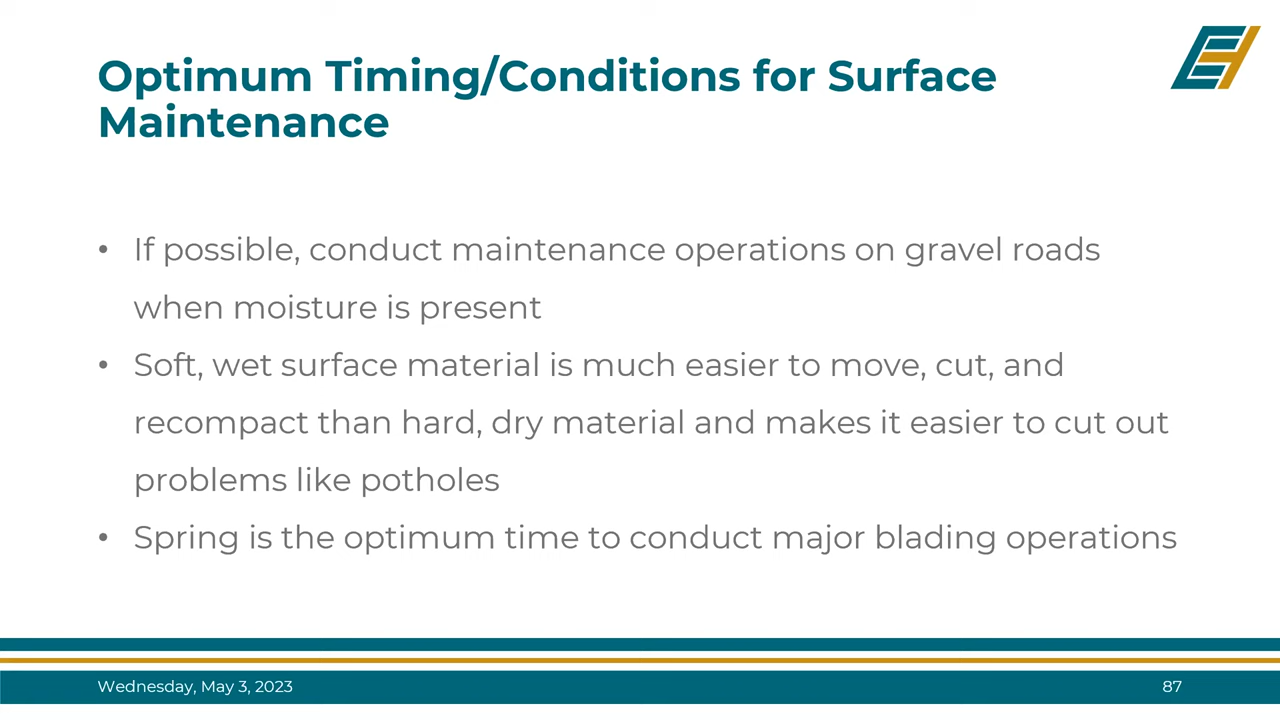 Optimum Timing/Conditions for Surface
Maintenance
• If possible, conduct maintenance operations on gravel roads
when moisture is present
• Soft, wet surface material is much easier to move, cut, and
recompact than hard, dry material and makes it easier to cut out
problems like potholes
• Spring is the optimum time to conduct major blading operations
Wednesday, May 3, 2023
87